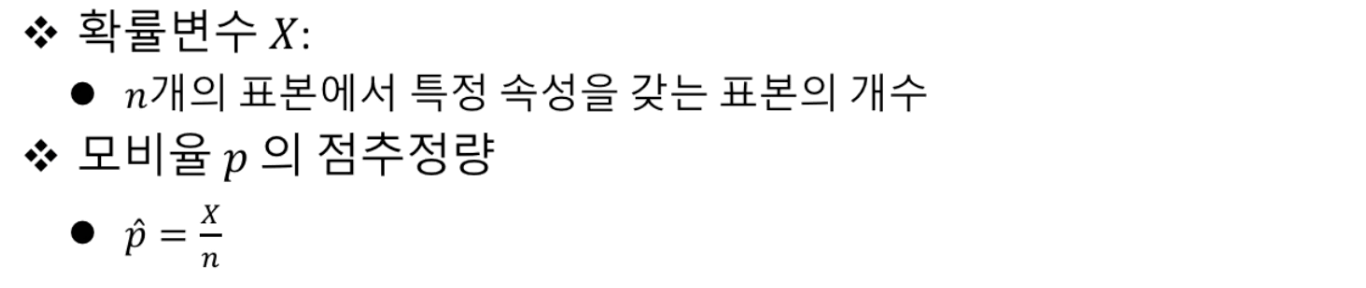 ❖ 확률변수 X:
● n개의 표본에서 특정 속성을 갖는 표본의 개수
❖ 모비율 p 의 점추정량
● p̂ = X/n